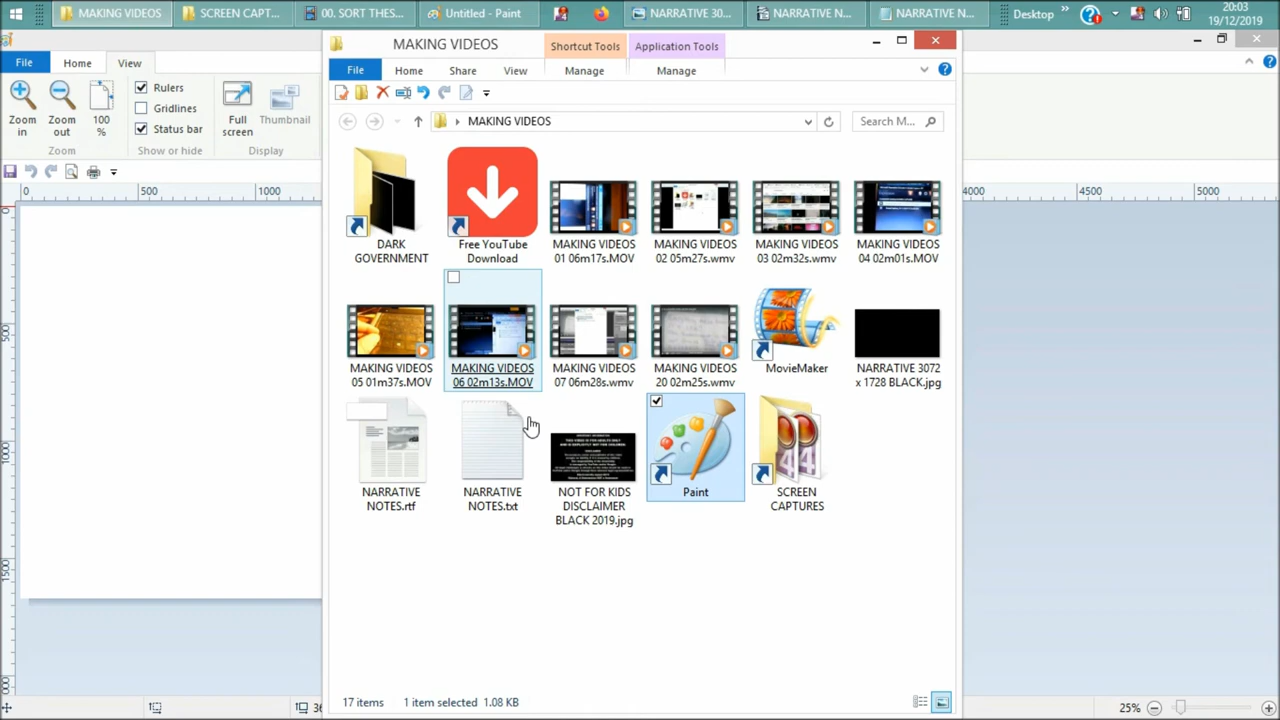 MAKING VIDEOS
SCREEN CAPT...
00. SORT THES...
Untitled - Paint
NARRATIVE 30...
NARRATIVE N...
NARRATIVE N...
Desktop
20:03
19/12/2019
File
Home
View
Zoom in
Zoom out
100 %
Rulers
Gridlines
Status bar
Full screen
Thumbnail
Zoom
Show or hide
Display
0
500
1000
4000
4500
5000
0
500
1000
1500
MAKING VIDEOS
Shortcut Tools
Application Tools
File
Home
Share
View
Manage
Manage
MAKING VIDEOS
Search M...
DARK
GOVERNMENT
Free YouTube
Download
MAKING VIDEOS
01 06m17s.MOV
MAKING VIDEOS
02 05m27s.wmv
MAKING VIDEOS
03 02m32s.wmv
MAKING VIDEOS
04 02m01s.MOV
MAKING VIDEOS
05 01m37s.MOV
MAKING VIDEOS
06 02m13s.MOV
MAKING VIDEOS
07 06m28s.wmv
MAKING VIDEOS
20 02m25s.wmv
MovieMaker
NARRATIVE 3072
x 1728 BLACK.jpg
NARRATIVE
NOTES.rtf
NARRATIVE
NOTES.txt
NOT FOR KIDS
DISCLAIMER
BLACK 2019.jpg
Paint
SCREEN
CAPTURES
17 items
1 item selected 1.08 KB
25%